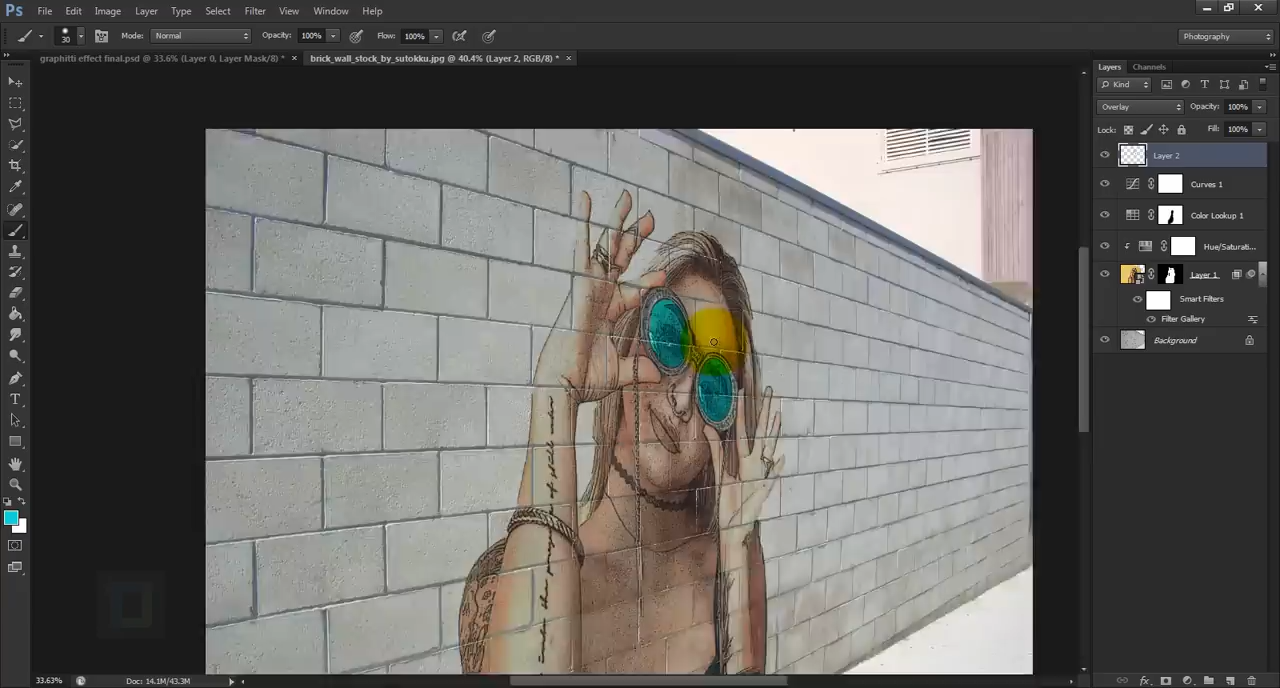 Ps File Edit Image Layer Type Select Filter View Window Help
30 Mode: Normal Opacity: 100% Flow: 100% Photography
graphitti effect final.psd @ 33.6% (Layer 0, Layer Mask/8) * × brick_wall_stock_by_sutokku.jpg @ 40.4% (Layer 2, RGB/8) * ×
Layers Channels
Kind
Overlay Opacity: 100%
Lock: Fill: 100%
Layer 2
Curves 1
Color Lookup 1
Hue/Saturati...
Layer 1
Smart Filters
Filter Gallery
Background
33.63% Doc: 14.1M/43.3M